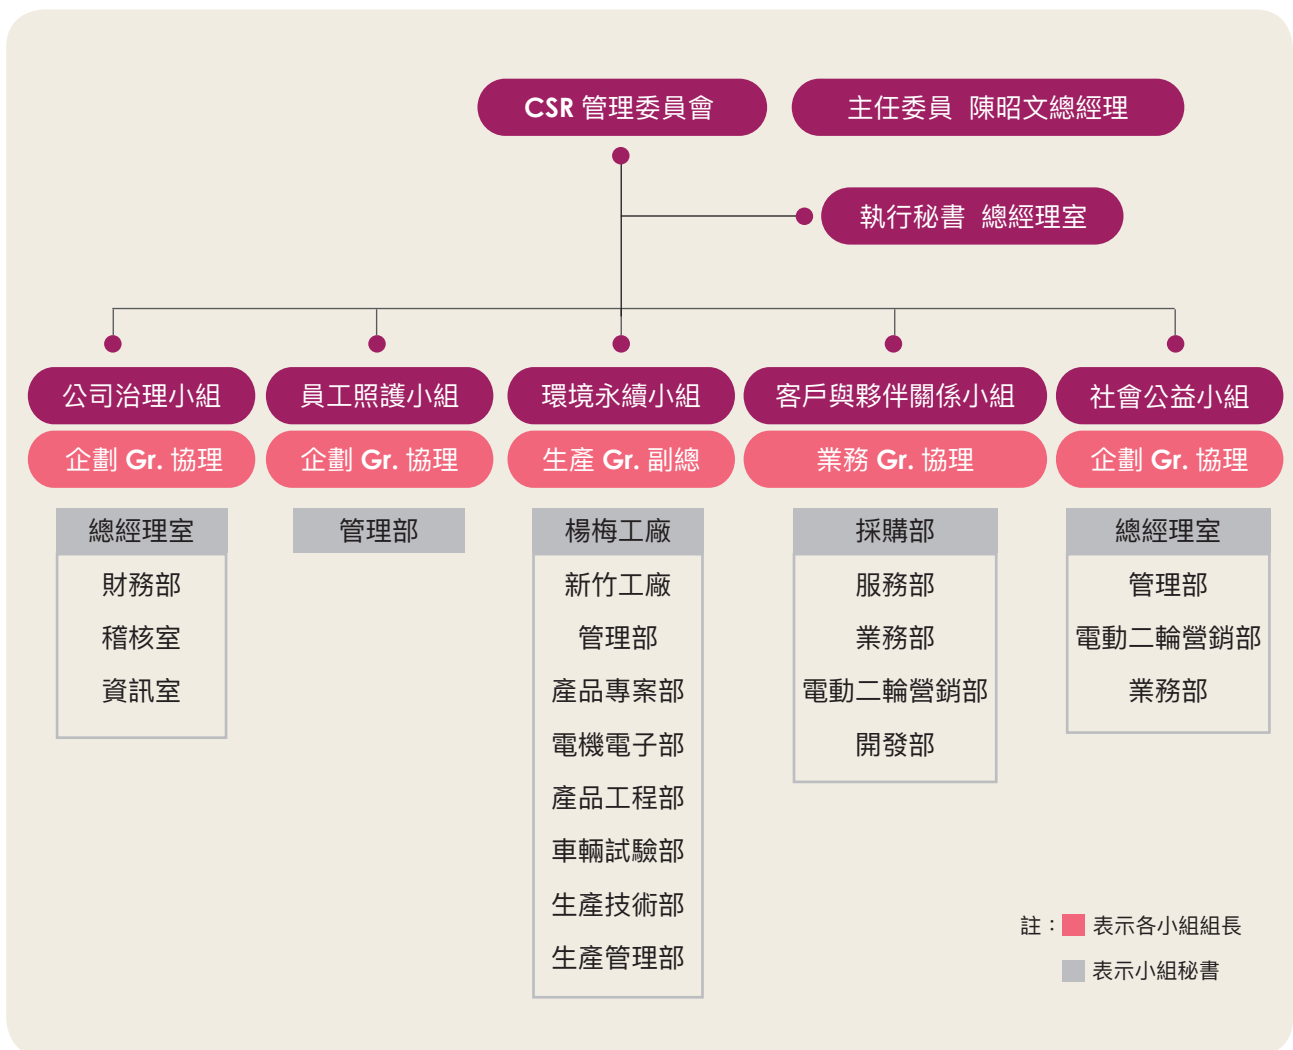 CSR 管理委員會
主任委員 陳昭文總經理
執行秘書 總經理室
公司治理小組
企劃 Gr. 協理
總經理室
財務部
稽核室
資訊室
員工照護小組
企劃 Gr. 協理
管理部
環境永續小組
生產 Gr. 副總
楊梅工廠
新竹工廠
管理部
產品專案部
電機電子部
產品工程部
車輛試驗部
生產技術部
生產管理部
客戶與夥伴關係小組
業務 Gr. 協理
採購部
服務部
業務部
電動二輪營銷部
開發部
社會公益小組
企劃 Gr. 協理
總經理室
管理部
電動二輪營銷部
業務部
註：表示各小組組長
表示小組秘書